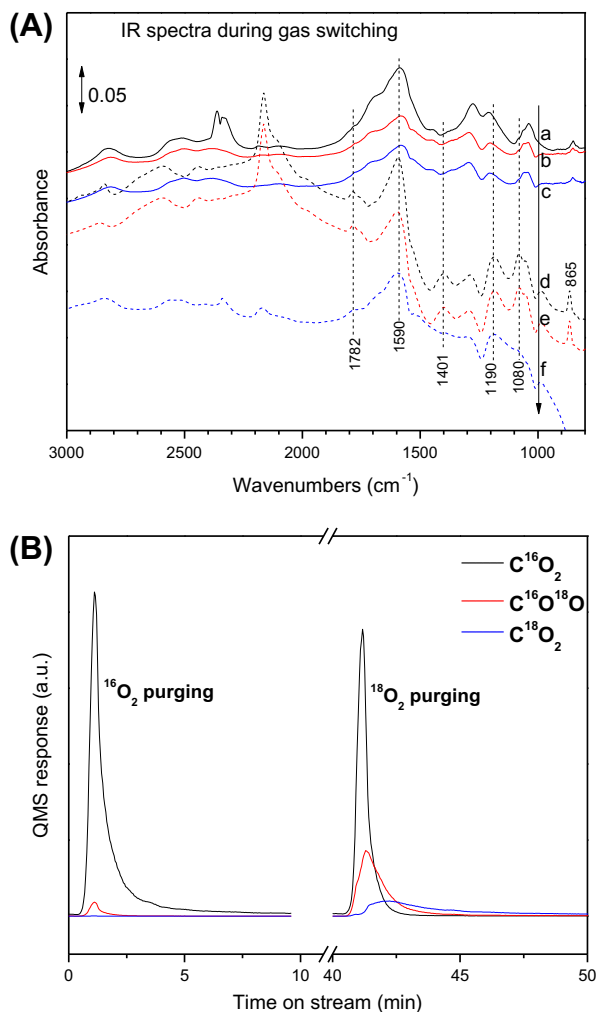 (A)
IR spectra during gas switching
0.05
a
b
c
d
e
f
865
1782
1590
1401
1190
1080
Absorbance
3000 2500 2000 1500 1000
Wavenumbers (cm⁻¹)
(B)
C¹⁶O₂
C¹⁶O¹⁸O
C¹⁸O₂
¹⁶O₂ purging
¹⁸O₂ purging
QMS response (a.u.)
0 5 10 40 45 50
Time on stream (min)